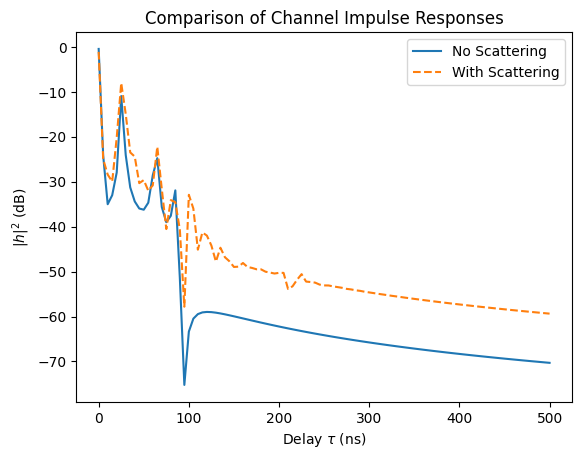 Comparison of Channel Impulse Responses
No Scattering
With Scattering
0
−10
−20
−30
−40
−50
−60
−70
|h|² (dB)
0 100 200 300 400 500
Delay τ (ns)